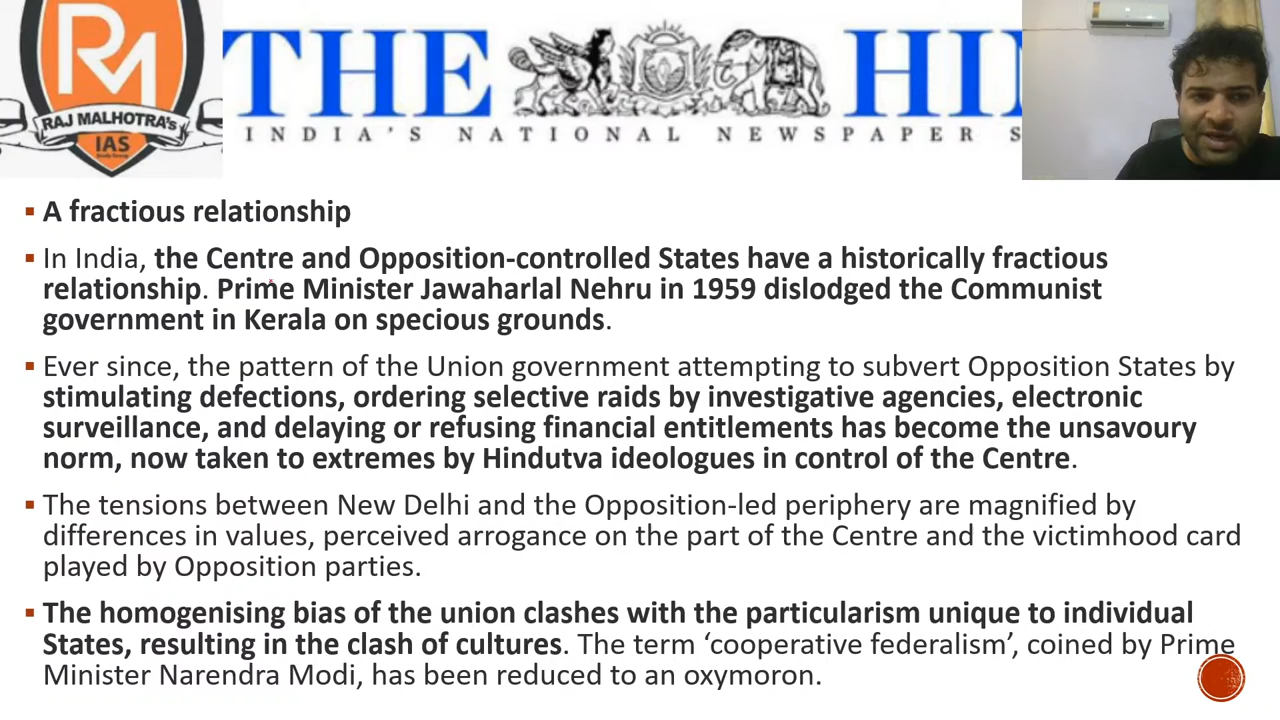 RM
RAJ MALHOTRA's
IAS
Study Group
THE HI
INDIA'S NATIONAL NEWSPAPER S
▪ A fractious relationship
▪ In India, the Centre and Opposition-controlled States have a historically fractious
relationship. Prime Minister Jawaharlal Nehru in 1959 dislodged the Communist
government in Kerala on specious grounds.
▪ Ever since, the pattern of the Union government attempting to subvert Opposition States by
stimulating defections, ordering selective raids by investigative agencies, electronic
surveillance, and delaying or refusing financial entitlements has become the unsavoury
norm, now taken to extremes by Hindutva ideologues in control of the Centre.
▪ The tensions between New Delhi and the Opposition-led periphery are magnified by
differences in values, perceived arrogance on the part of the Centre and the victimhood card
played by Opposition parties.
▪ The homogenising bias of the union clashes with the particularism unique to individual
States, resulting in the clash of cultures. The term ‘cooperative federalism’, coined by Prime
Minister Narendra Modi, has been reduced to an oxymoron.